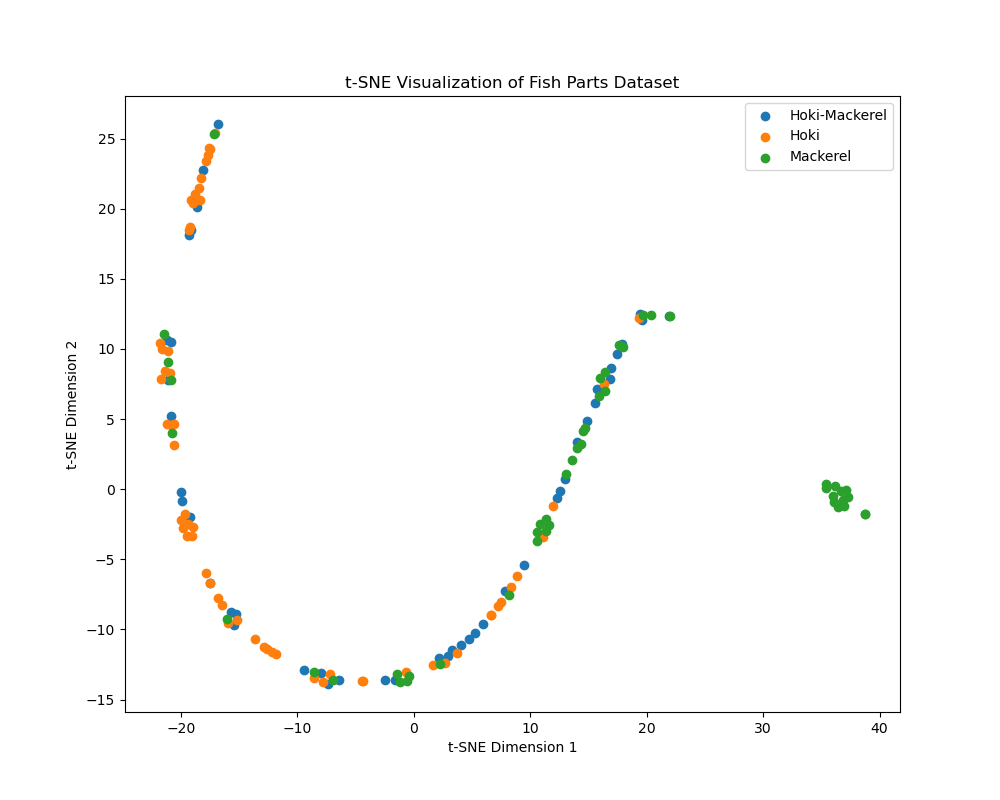 t-SNE Visualization of Fish Parts Dataset
Hoki-Mackerel
Hoki
Mackerel
25
20
15
10
5
0
−5
−10
−15
t-SNE Dimension 2
−20
−10
0
10
20
30
40
t-SNE Dimension 1